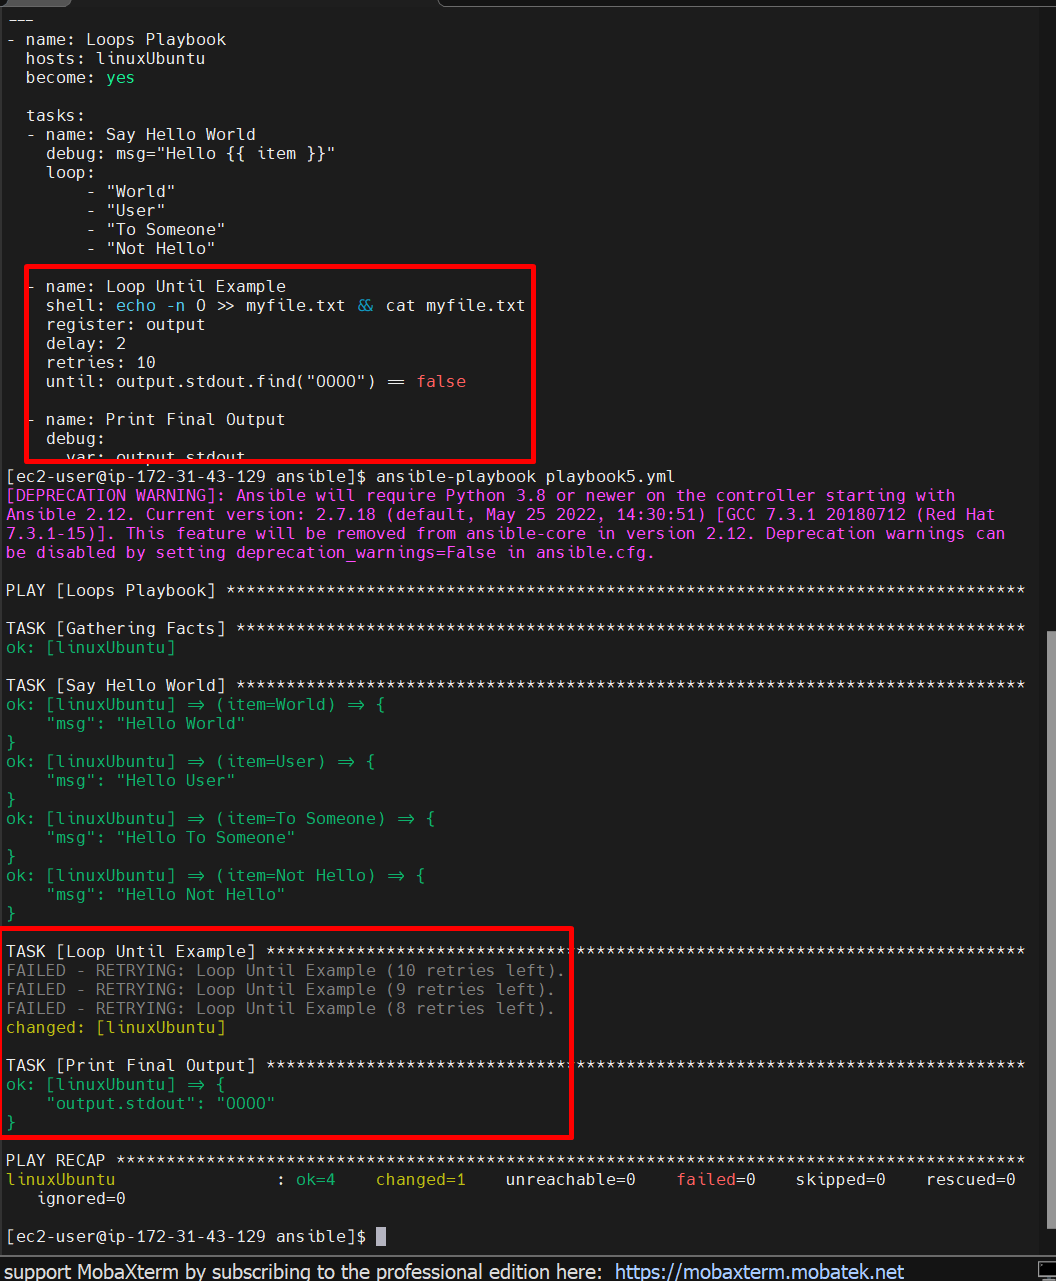 ---
- name: Loops Playbook
  hosts: linuxUbuntu
  become: yes
  tasks:
  - name: Say Hello World
    debug: msg="Hello {{ item }}"
    loop:
        - "World"
        - "User"
        - "To Someone"
        - "Not Hello"
  - name: Loop Until Example
    shell: echo -n O >> myfile.txt && cat myfile.txt
    register: output
    delay: 2
    retries: 10
    until: output.stdout.find("OOOO") == false
  - name: Print Final Output
    debug:
      var: output.stdout
[ec2-user@ip-172-31-43-129 ansible]$ ansible-playbook playbook5.yml
[DEPRECATION WARNING]: Ansible will require Python 3.8 or newer on the controller starting with
Ansible 2.12. Current version: 2.7.18 (default, May 25 2022, 14:30:51) [GCC 7.3.1 20180712 (Red Hat
7.3.1-15)]. This feature will be removed from ansible-core in version 2.12. Deprecation warnings can
be disabled by setting deprecation_warnings=False in ansible.cfg.
PLAY [Loops Playbook] ********************************************************************************
TASK [Gathering Facts] *******************************************************************************
ok: [linuxUbuntu]
TASK [Say Hello World] *******************************************************************************
ok: [linuxUbuntu] => (item=World) => {
    "msg": "Hello World"
}
ok: [linuxUbuntu] => (item=User) => {
    "msg": "Hello User"
}
ok: [linuxUbuntu] => (item=To Someone) => {
    "msg": "Hello To Someone"
}
ok: [linuxUbuntu] => (item=Not Hello) => {
    "msg": "Hello Not Hello"
}
TASK [Loop Until Example] ****************************************************************************
FAILED - RETRYING: Loop Until Example (10 retries left).
FAILED - RETRYING: Loop Until Example (9 retries left).
FAILED - RETRYING: Loop Until Example (8 retries left).
changed: [linuxUbuntu]
TASK [Print Final Output] ****************************************************************************
ok: [linuxUbuntu] => {
    "output.stdout": "OOOO"
}
PLAY RECAP *******************************************************************************************
linuxUbuntu                : ok=4    changed=1    unreachable=0    failed=0    skipped=0    rescued=0
   ignored=0
[ec2-user@ip-172-31-43-129 ansible]$
support MobaXterm by subscribing to the professional edition here:  https://mobaxterm.mobatek.net